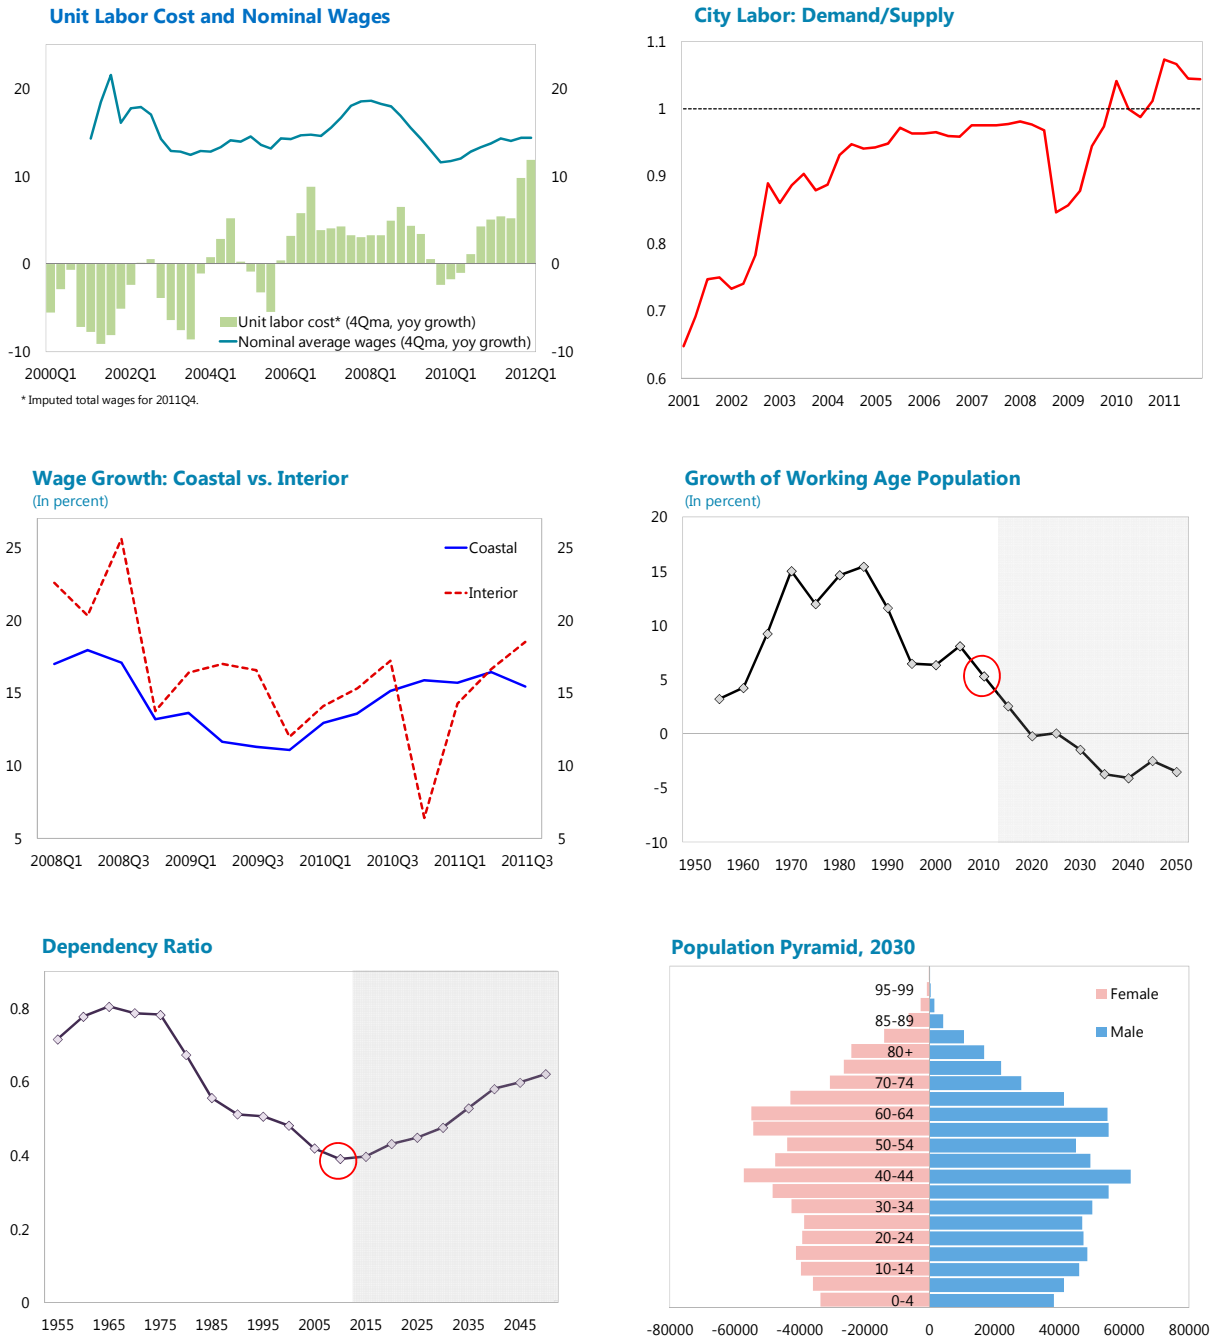 Unit Labor Cost and Nominal Wages
20 20
10 10
0 0
-10 -10
Unit labor cost* (4Qma, yoy growth)
Nominal average wages (4Qma, yoy growth)
2000Q1 2002Q1 2004Q1 2006Q1 2008Q1 2010Q1 2012Q1
* Imputed total wages for 2011Q4.
City Labor: Demand/Supply
1.1
1
0.9
0.8
0.7
0.6
2001 2002 2003 2004 2005 2006 2007 2008 2009 2010 2011
Wage Growth: Coastal vs. Interior
(In percent)
25 25
20 20
15 15
10 10
5 5
Coastal
Interior
2008Q1 2008Q3 2009Q1 2009Q3 2010Q1 2010Q3 2011Q1 2011Q3
Growth of Working Age Population
(In percent)
20
15
10
5
0
-5
-10
1950 1960 1970 1980 1990 2000 2010 2020 2030 2040 2050
Dependency Ratio
0.8
0.6
0.4
0.2
0
1955 1965 1975 1985 1995 2005 2015 2025 2035 2045
Population Pyramid, 2030
Female
Male
95-99
85-89
80+
70-74
60-64
50-54
40-44
30-34
20-24
10-14
0-4
-80000 -60000 -40000 -20000 0 20000 40000 60000 80000